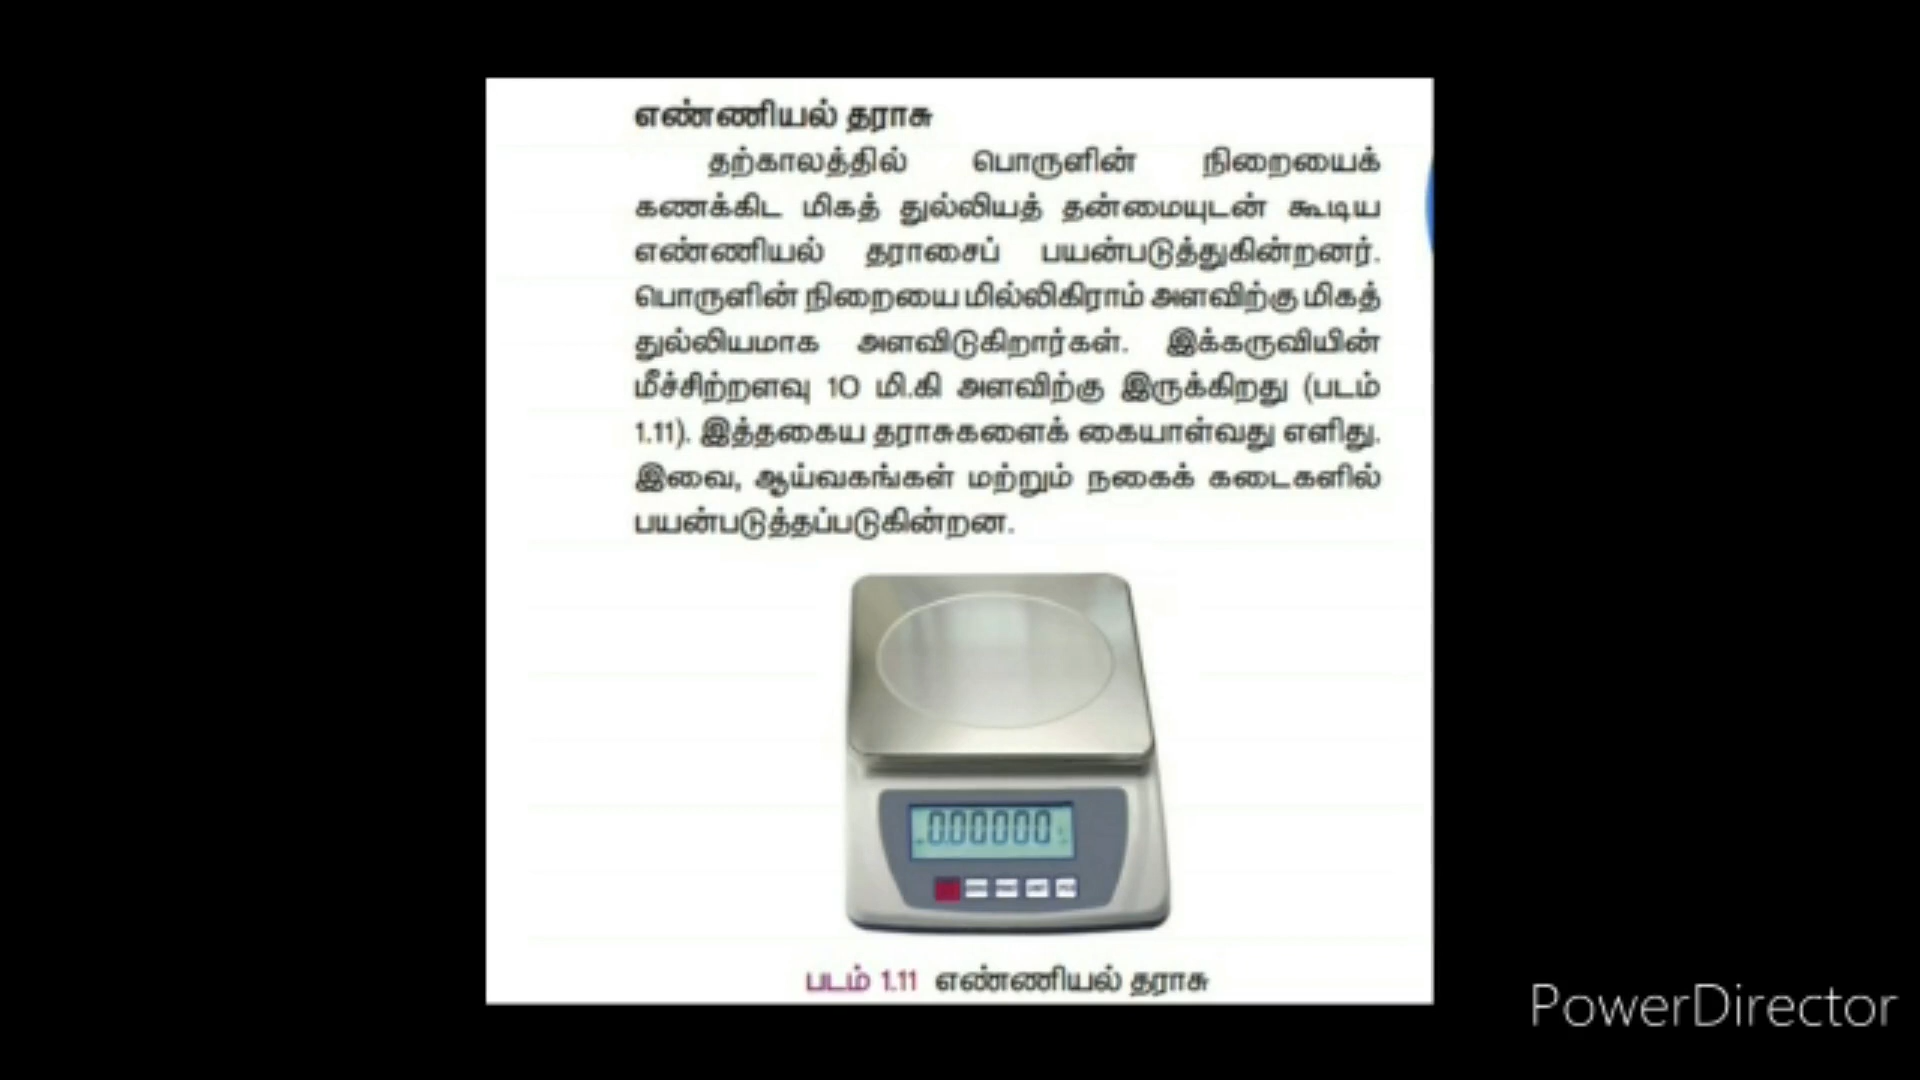 எண்ணியல் தராசு
தற்காலத்தில் பொருளின் நிறையைக்
கணக்கிட மிகத் துல்லியத் தன்மையுடன் கூடிய
எண்ணியல் தராசைப் பயன்படுத்துகின்றனர்.
பொருளின் நிறையை மில்லிகிராம் அளவிற்கு மிகத்
துல்லியமாக அளவிடுகிறார்கள். இக்கருவியின்
மீச்சிற்றளவு 10 மி.கி அளவிற்கு இருக்கிறது (படம்
1.11). இத்தகைய தராசுகளைக் கையாள்வது எளிது.
இவை, ஆய்வகங்கள் மற்றும் நகைக் கடைகளில்
பயன்படுத்தப்படுகின்றன.
0.00000
படம் 1.11 எண்ணியல் தராசு
PowerDirector